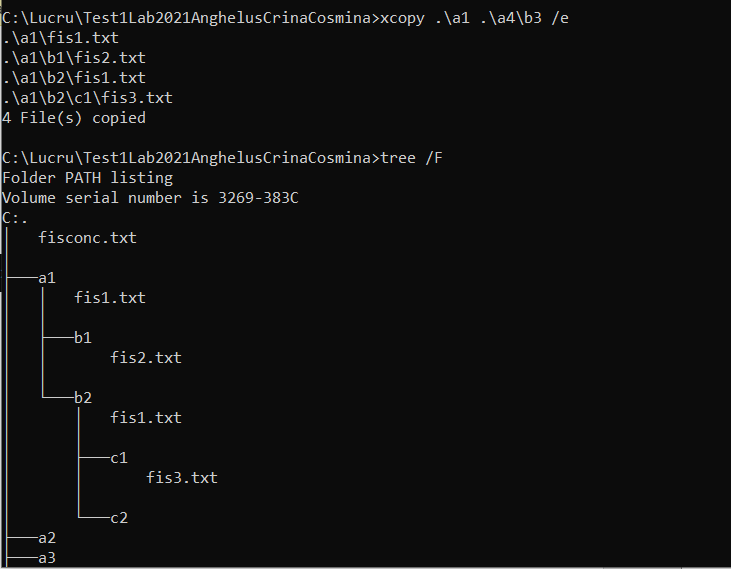 C:\Lucru\Test1Lab2021AnghelusCrinaCosmina>xcopy .\a1 .\a4\b3 /e
.\a1\fis1.txt
.\a1\b1\fis2.txt
.\a1\b2\fis1.txt
.\a1\b2\c1\fis3.txt
4 File(s) copied
C:\Lucru\Test1Lab2021AnghelusCrinaCosmina>tree /F
Folder PATH listing
Volume serial number is 3269-383C
C:.
│   fisconc.txt
│
├───a1
│   │   fis1.txt
│   │
│   ├───b1
│   │       fis2.txt
│   │
│   └───b2
│       │   fis1.txt
│       │
│       ├───c1
│       │       fis3.txt
│       │
│       └───c2
├───a2
├───a3